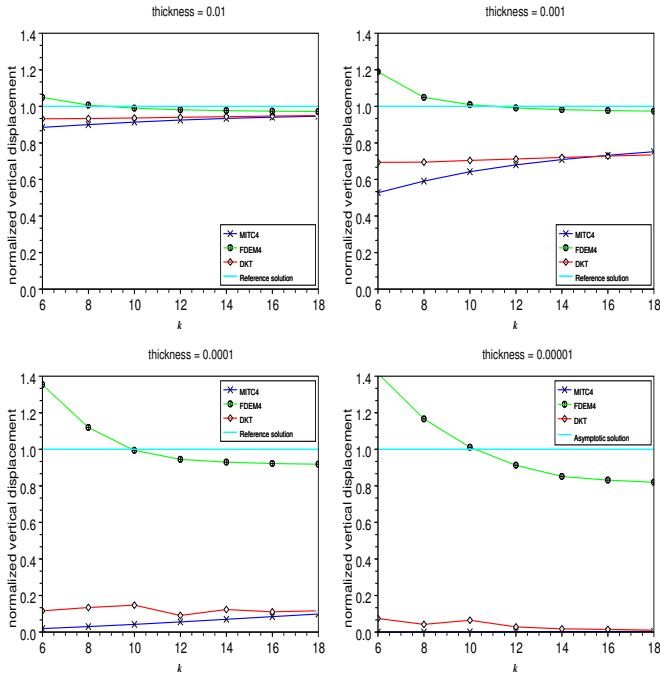 thickness = 0.01
normalized vertical displacement
1.4
1.2
1.0
0.8
0.6
0.4
0.2
0.0
MITC4
FDEM4
DKT
Reference solution
6 8 10 12 14 16 18
k
thickness = 0.001
normalized vertical displacement
1.4
1.2
1.0
0.8
0.6
0.4
0.2
0.0
MITC4
FDEM4
DKT
Reference solution
6 8 10 12 14 16 18
k
thickness = 0.0001
normalized vertical displacement
1.4
1.2
1.0
0.8
0.6
0.4
0.2
0.0
MITC4
FDEM4
DKT
Reference solution
6 8 10 12 14 16 18
k
thickness = 0.00001
normalized vertical displacement
1.4
1.2
1.0
0.8
0.6
0.4
0.2
0.0
MITC4
FDEM4
DKT
Asymptotic solution
6 8 10 12 14 16 18
k